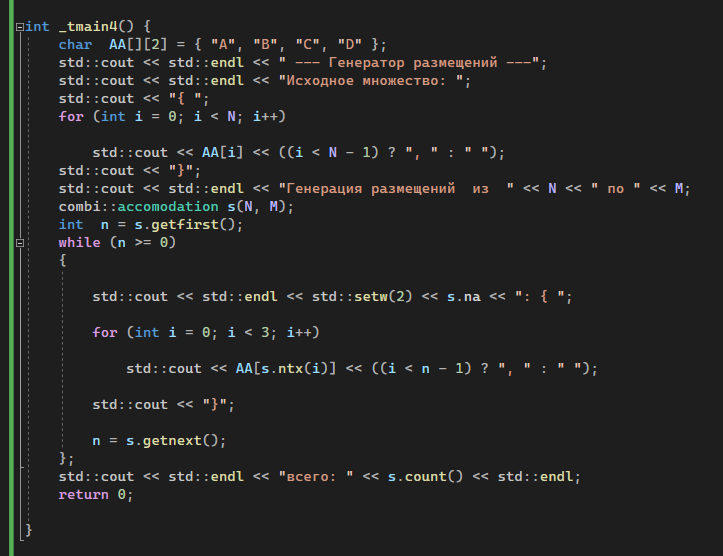 int _tmain4() {
char  AA[][2] = { "A", "B", "C", "D" };
std::cout << std::endl << " --- Генератор размещений ---";
std::cout << std::endl << "Исходное множество: ";
std::cout << "{ ";
for (int i = 0; i < N; i++)
std::cout << AA[i] << ((i < N - 1) ? ", " : " ");
std::cout << "}";
std::cout << std::endl << "Генерация размещений  из  " << N << " по " << M;
combi::accomodation s(N, M);
int  n = s.getfirst();
while (n >= 0)
{
std::cout << std::endl << std::setw(2) << s.na << ": { ";
for (int i = 0; i < 3; i++)
std::cout << AA[s.ntx(i)] << ((i < n - 1) ? ", " : " ");
std::cout << "}";
n = s.getnext();
};
std::cout << std::endl << "всего: " << s.count() << std::endl;
return 0;
}